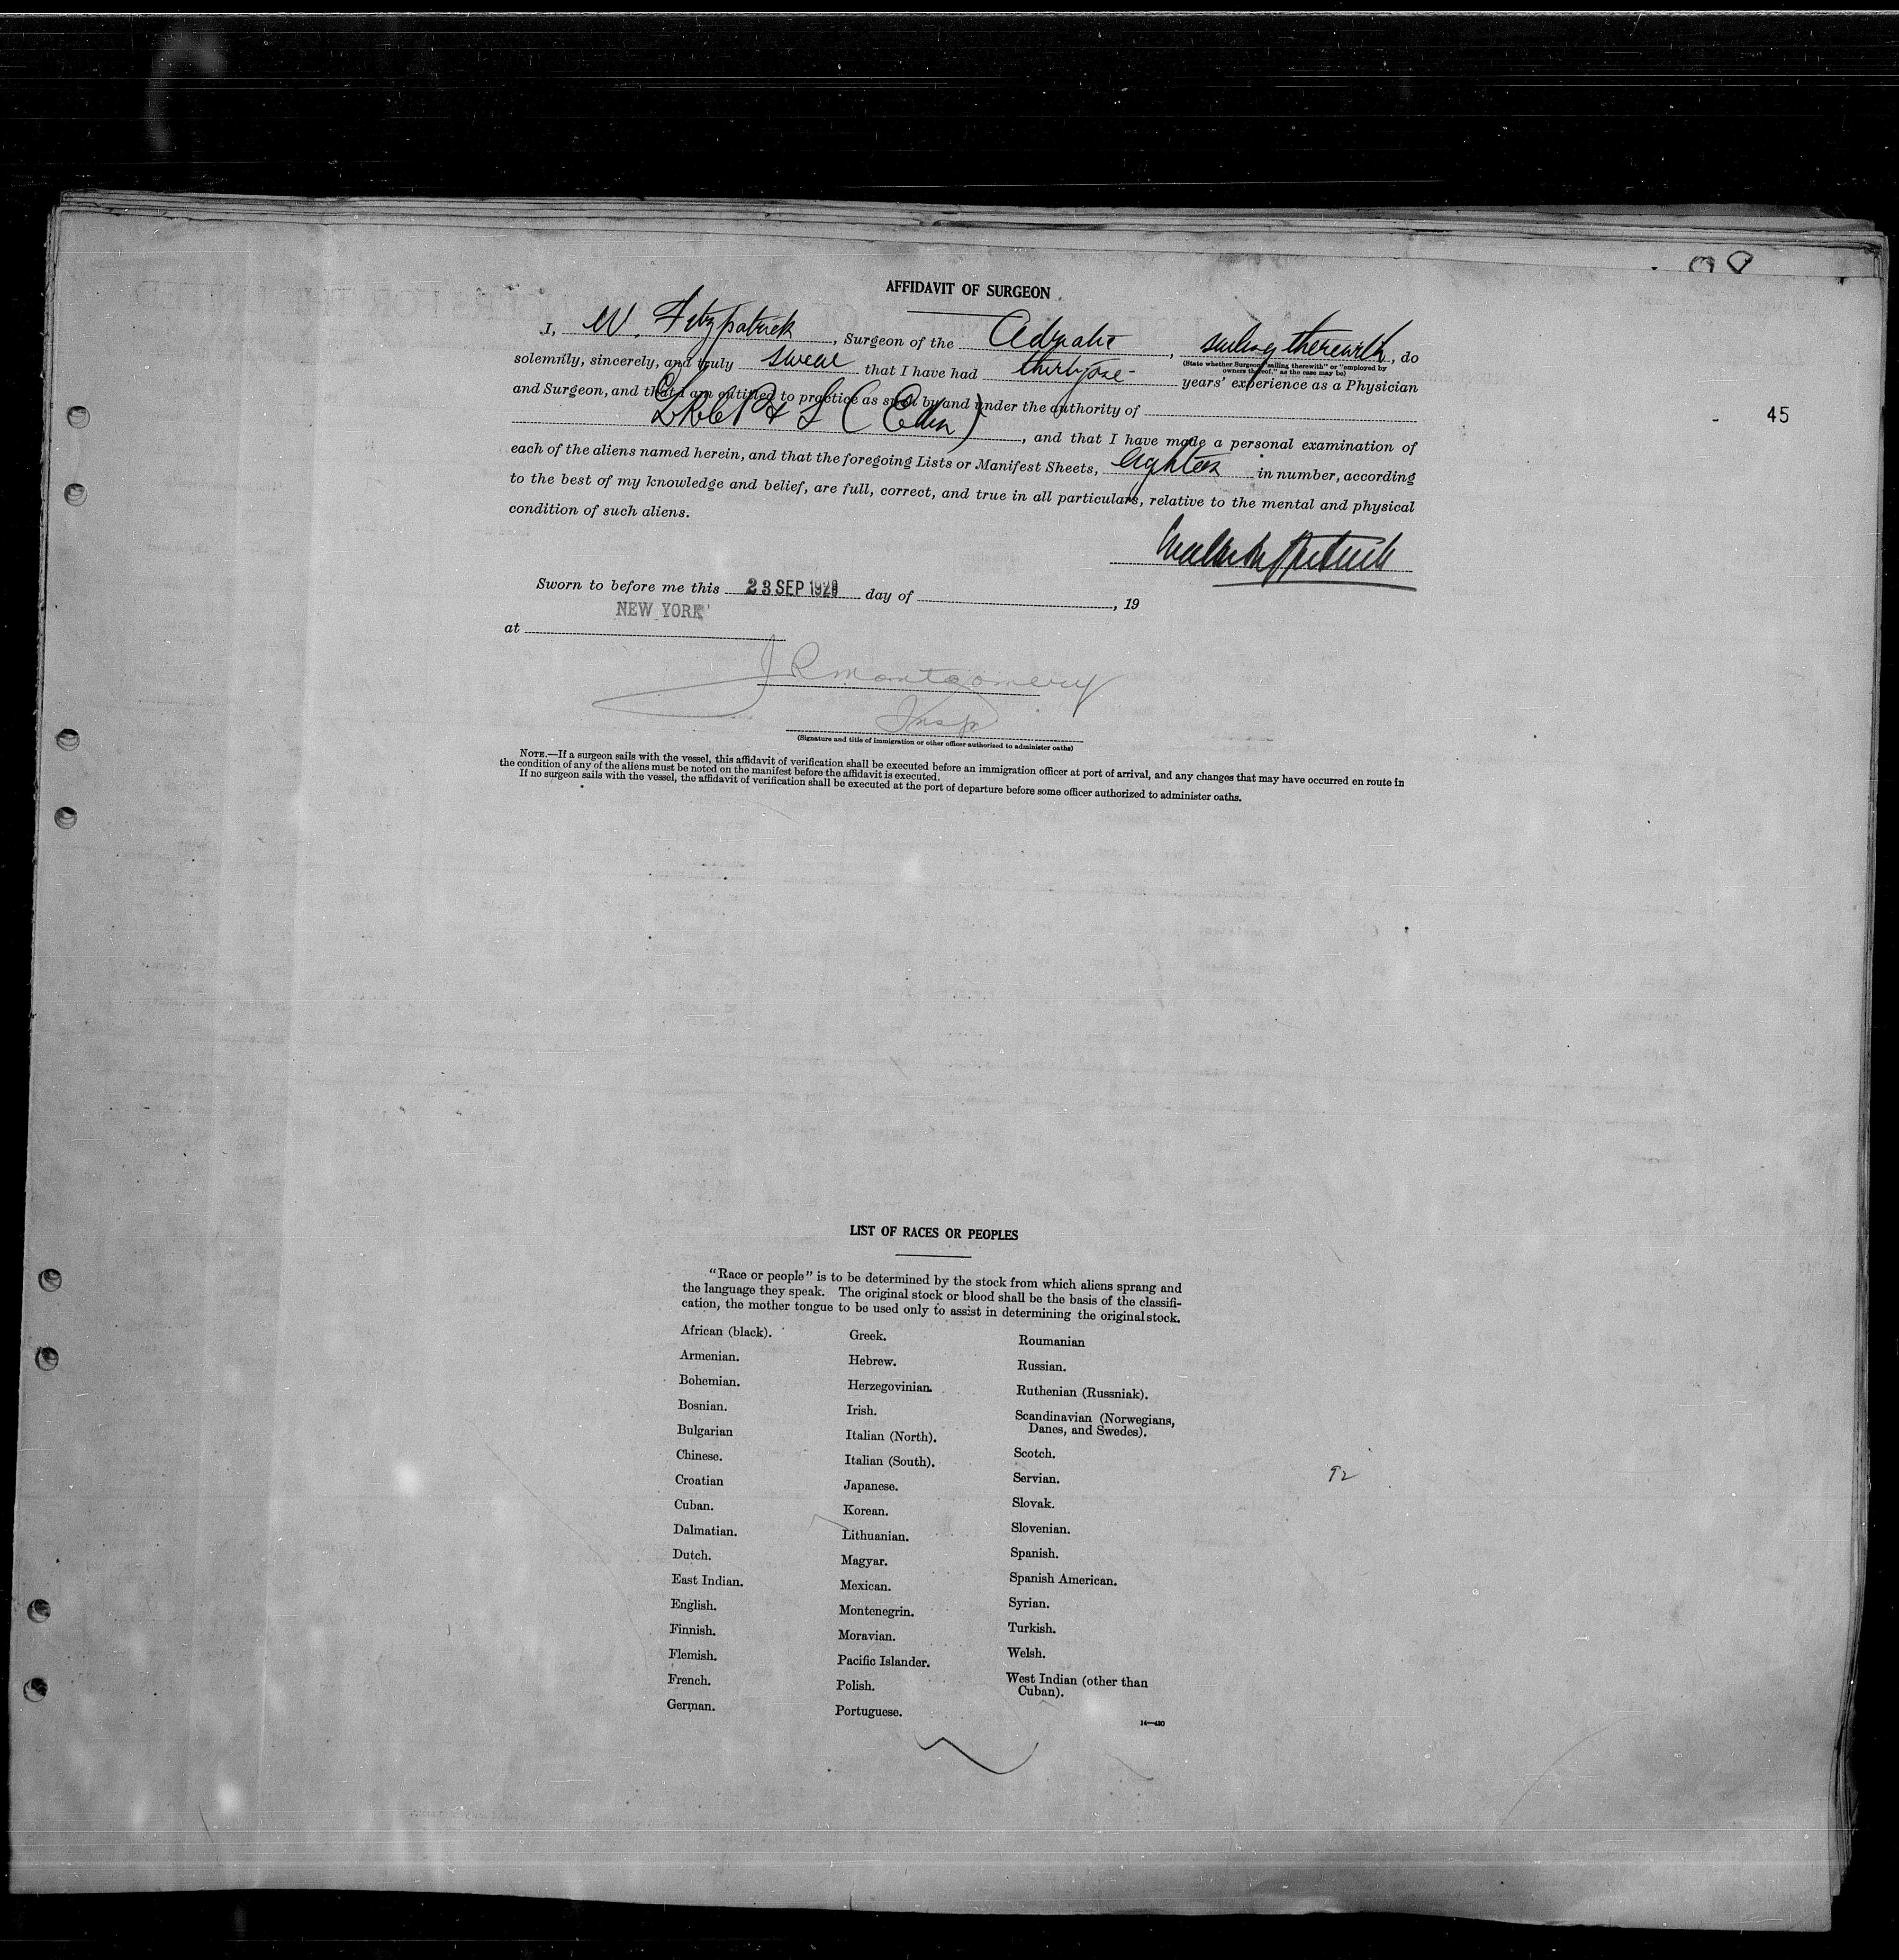 AFFIDAVIT OF SURGEON
I, W. Fitzpatrick, Surgeon of the Adriatic, sailing therewith, do
(State whether Surgeon "sailing therewith" or "employed by owners thereof," as the case may be)
solemnly, sincerely, and truly swear that I have had thirty one years' experience as a Physician
and Surgeon, and that I am entitled to practice as such by and under the authority of
(Edin), and that I have made a personal examination of
each of the aliens named herein, and that the foregoing Lists or Manifest Sheets, in number, according
to the best of my knowledge and belief, are full, correct, and true in all particulars, relative to the mental and physical
condition of such aliens.
Sworn to before me this 23 SEP 1928 day of , 19
NEW YORK
at
J R Montgomery
Insp
(Signature and title of immigration or other officer authorized to administer oaths)
NOTE.—If a surgeon sails with the vessel, this affidavit of verification shall be executed before an immigration officer at port of arrival, and any changes that may have occurred en route in
the condition of any of the aliens must be noted on the manifest before the affidavit is executed.
If no surgeon sails with the vessel, the affidavit of verification shall be executed at the port of departure before some officer authorized to administer oaths.
45
LIST OF RACES OR PEOPLES
"Race or people" is to be determined by the stock from which aliens sprang and
the language they speak. The original stock or blood shall be the basis of the classifi-
cation, the mother tongue to be used only to assist in determining the original stock.
African (black).
Armenian.
Bohemian.
Bosnian.
Bulgarian
Chinese.
Croatian
Cuban.
Dalmatian.
Dutch.
East Indian.
English.
Finnish.
Flemish.
French.
German.
Greek.
Hebrew.
Herzegovinian.
Irish.
Italian (North).
Italian (South).
Japanese.
Korean.
Lithuanian.
Magyar.
Mexican.
Montenegrin.
Moravian.
Pacific Islander.
Polish.
Portuguese.
Roumanian
Russian.
Ruthenian (Russniak).
Scandinavian (Norwegians,
Danes, and Swedes).
Scotch.
Servian.
Slovak.
Slovenian.
Spanish.
Spanish American.
Syrian.
Turkish.
Welsh.
West Indian (other than
Cuban).
14—430
92